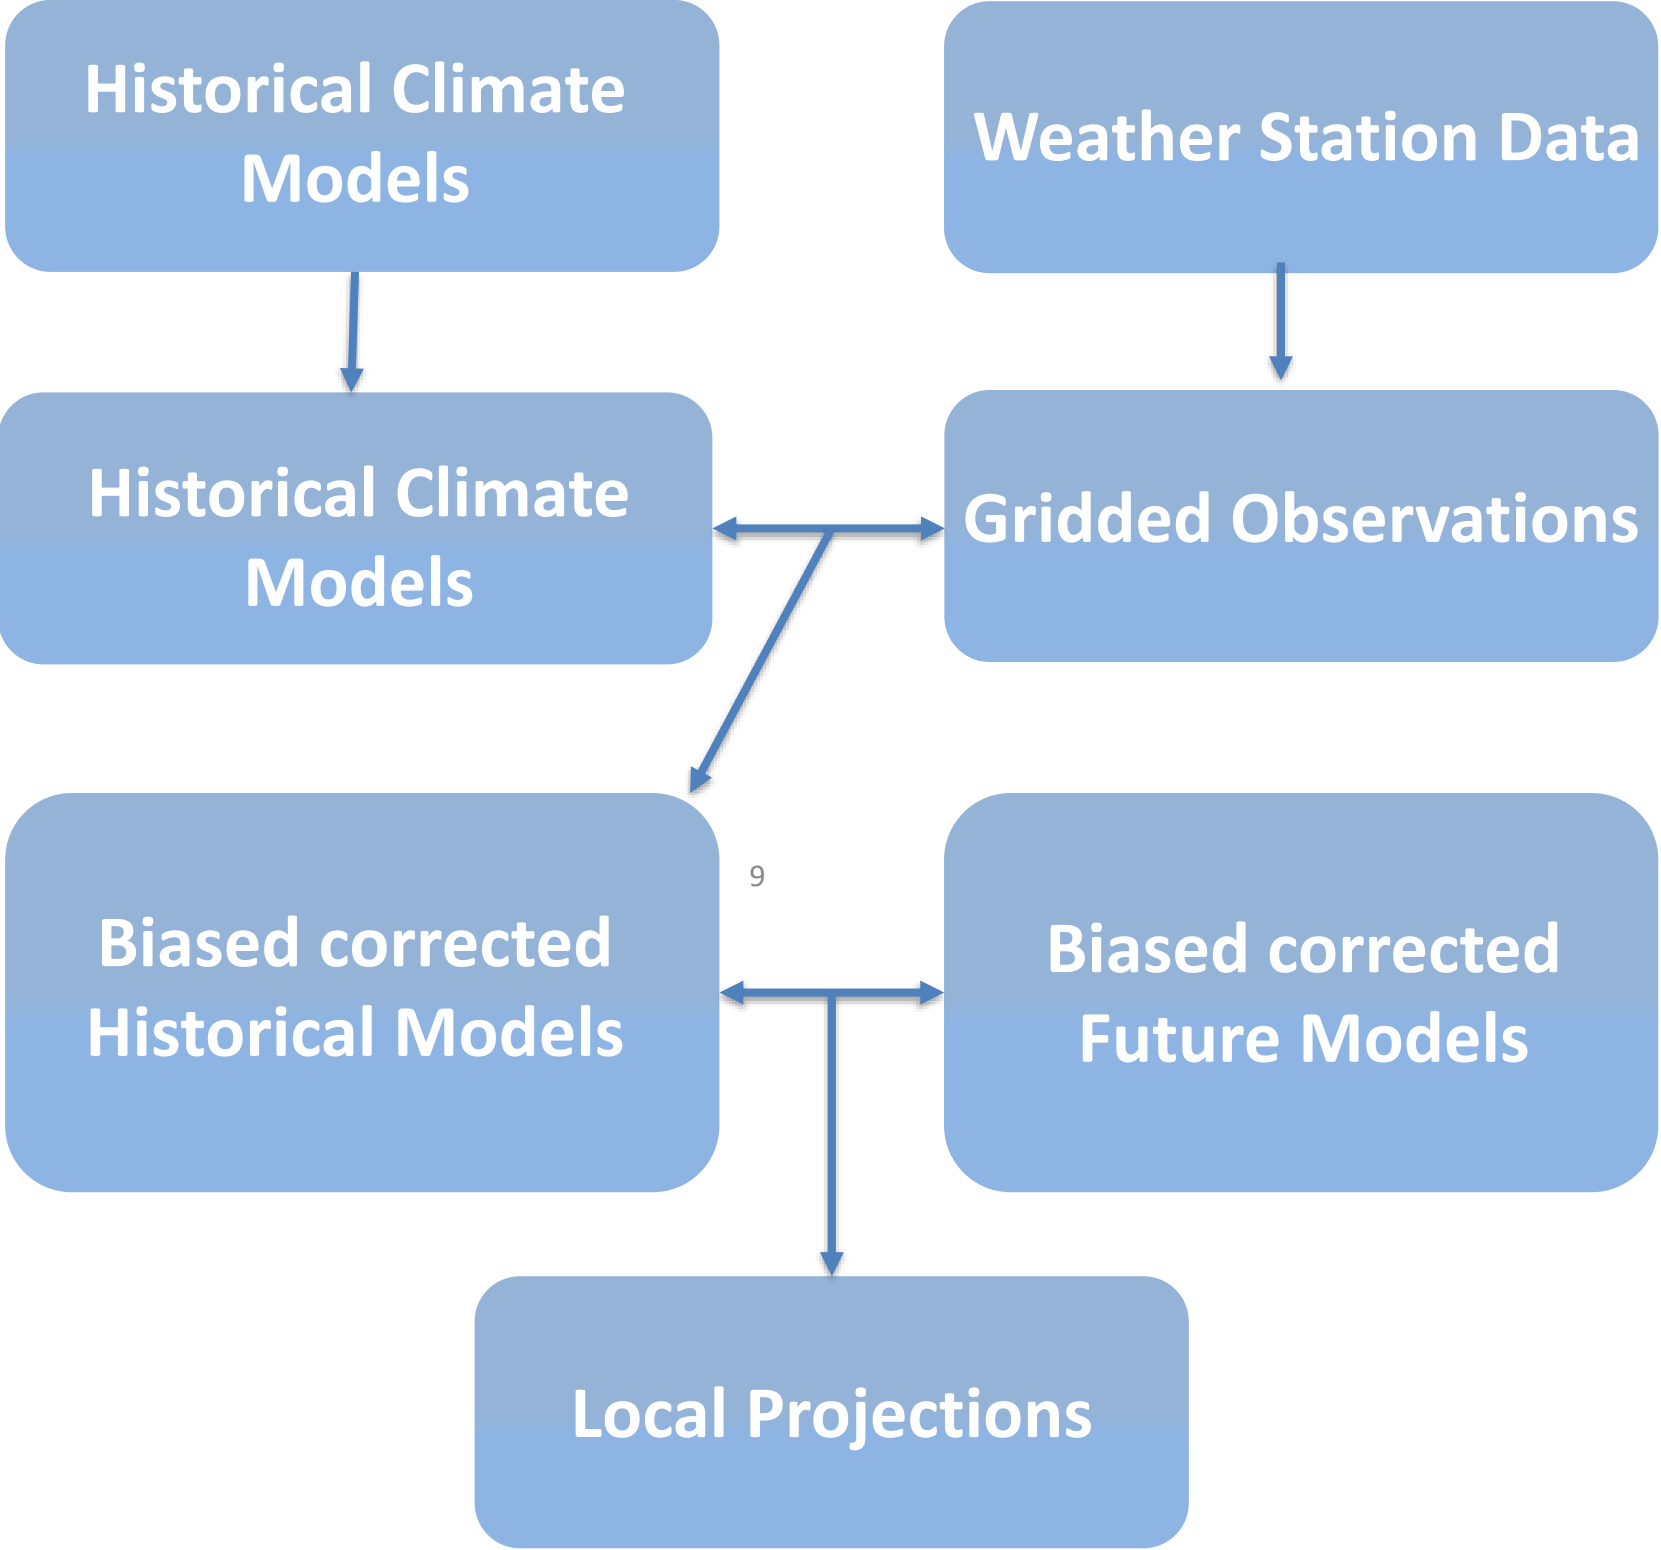 Historical Climate
Models
Weather Station Data
Historical Climate
Models
Gridded Observations
9
Biased corrected
Historical Models
Biased corrected
Future Models
Local Projections